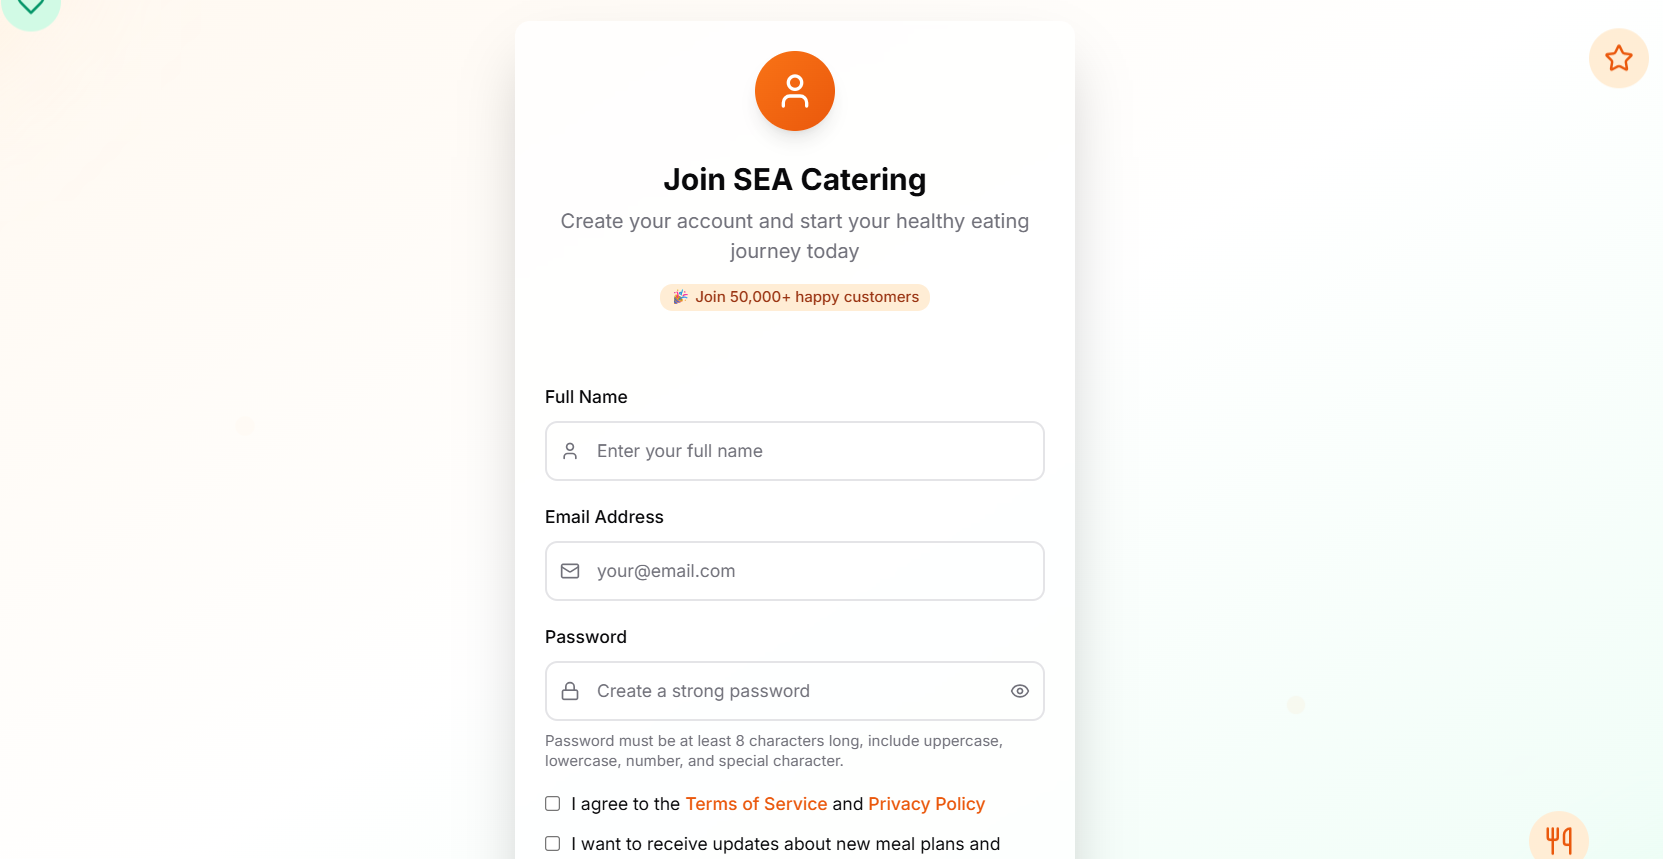 Join SEA Catering
Create your account and start your healthy eating
journey today
🎉 Join 50,000+ happy customers
Full Name
Enter your full name
Email Address
your@email.com
Password
Create a strong password
Password must be at least 8 characters long, include uppercase,
lowercase, number, and special character.
I agree to the Terms of Service and Privacy Policy
I want to receive updates about new meal plans and